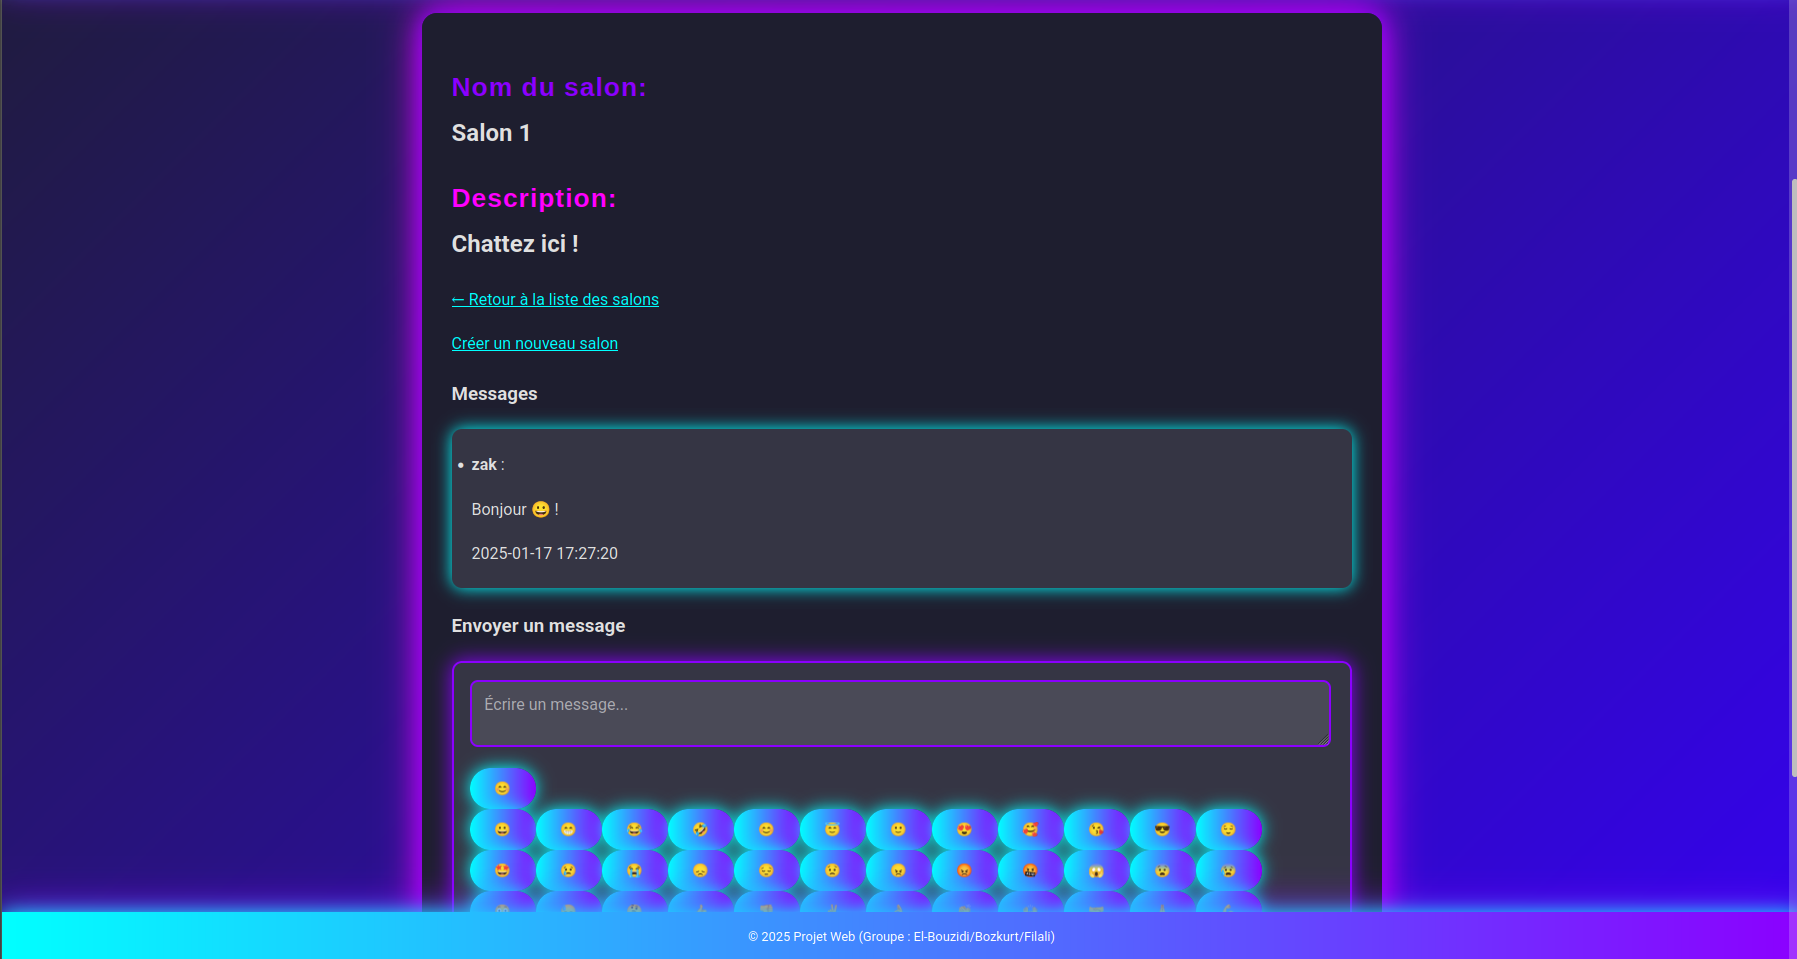 Nom du salon:
Salon 1
Description:
Chattez ici !
← Retour à la liste des salons
Créer un nouveau salon
Messages
• zak :
Bonjour 😀 !
2025-01-17 17:27:20
Envoyer un message
Écrire un message...
© 2025 Projet Web (Groupe : El-Bouzidi/Bozkurt/Filali)